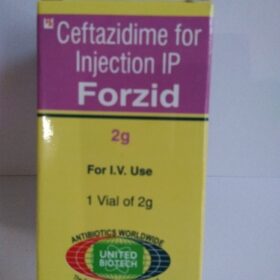 Ceftazidime for
Injection IP
Forzid
2g
For I.V. Use
1 Vial of 2g
ANTIBIOTICS WORLDWIDE
UNITED
BIOTECH